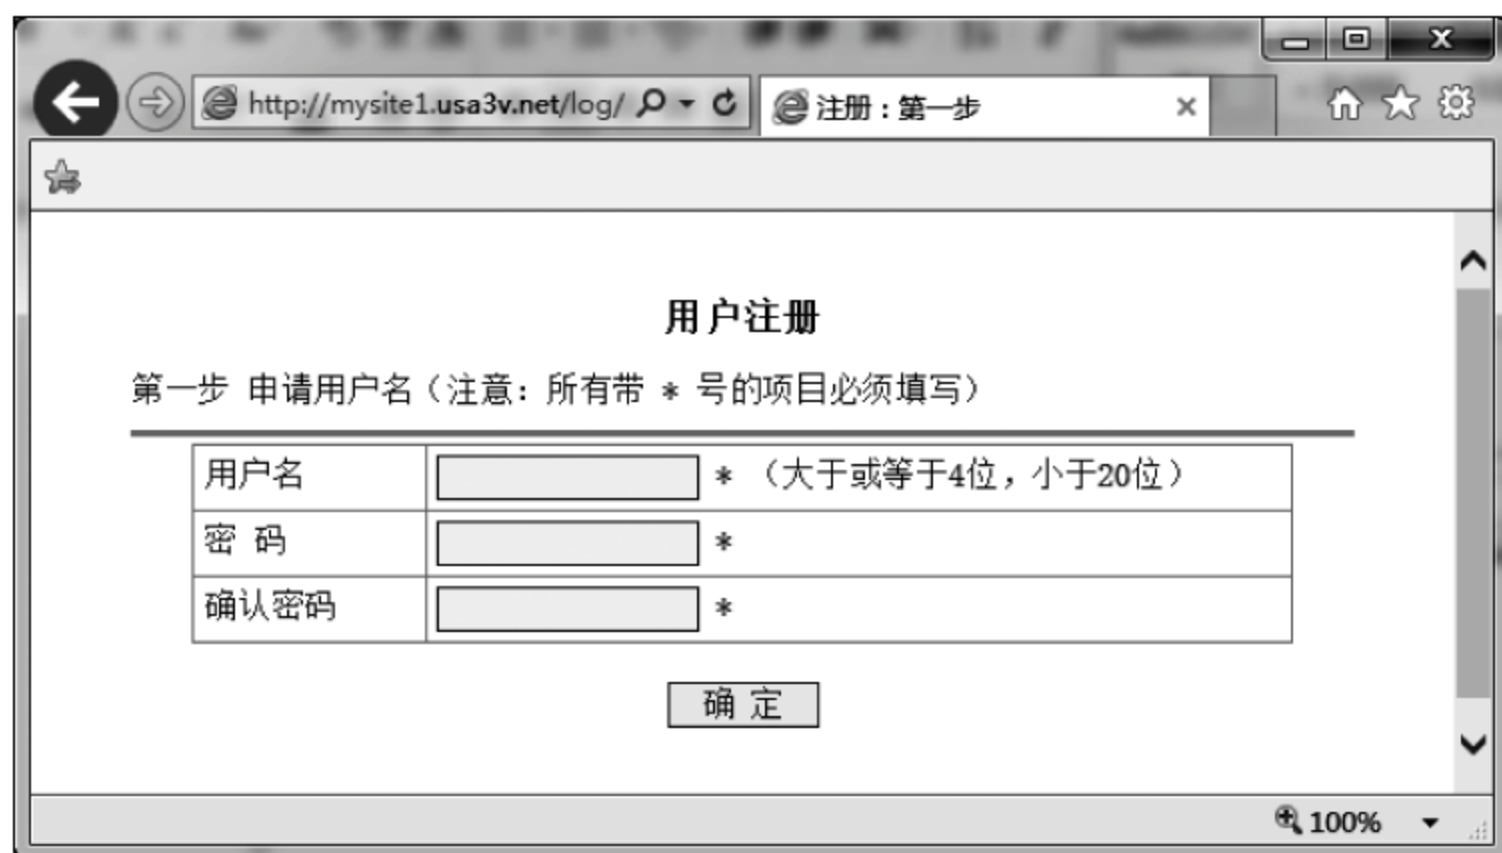 http://mysite1.usa3v.net/log/
注册：第一步
用户注册
第一步 申请用户名（注意：所有带 * 号的项目必须填写）
用户名 * （大于或等于4位，小于20位）
密 码 *
确认密码 *
确 定
100%